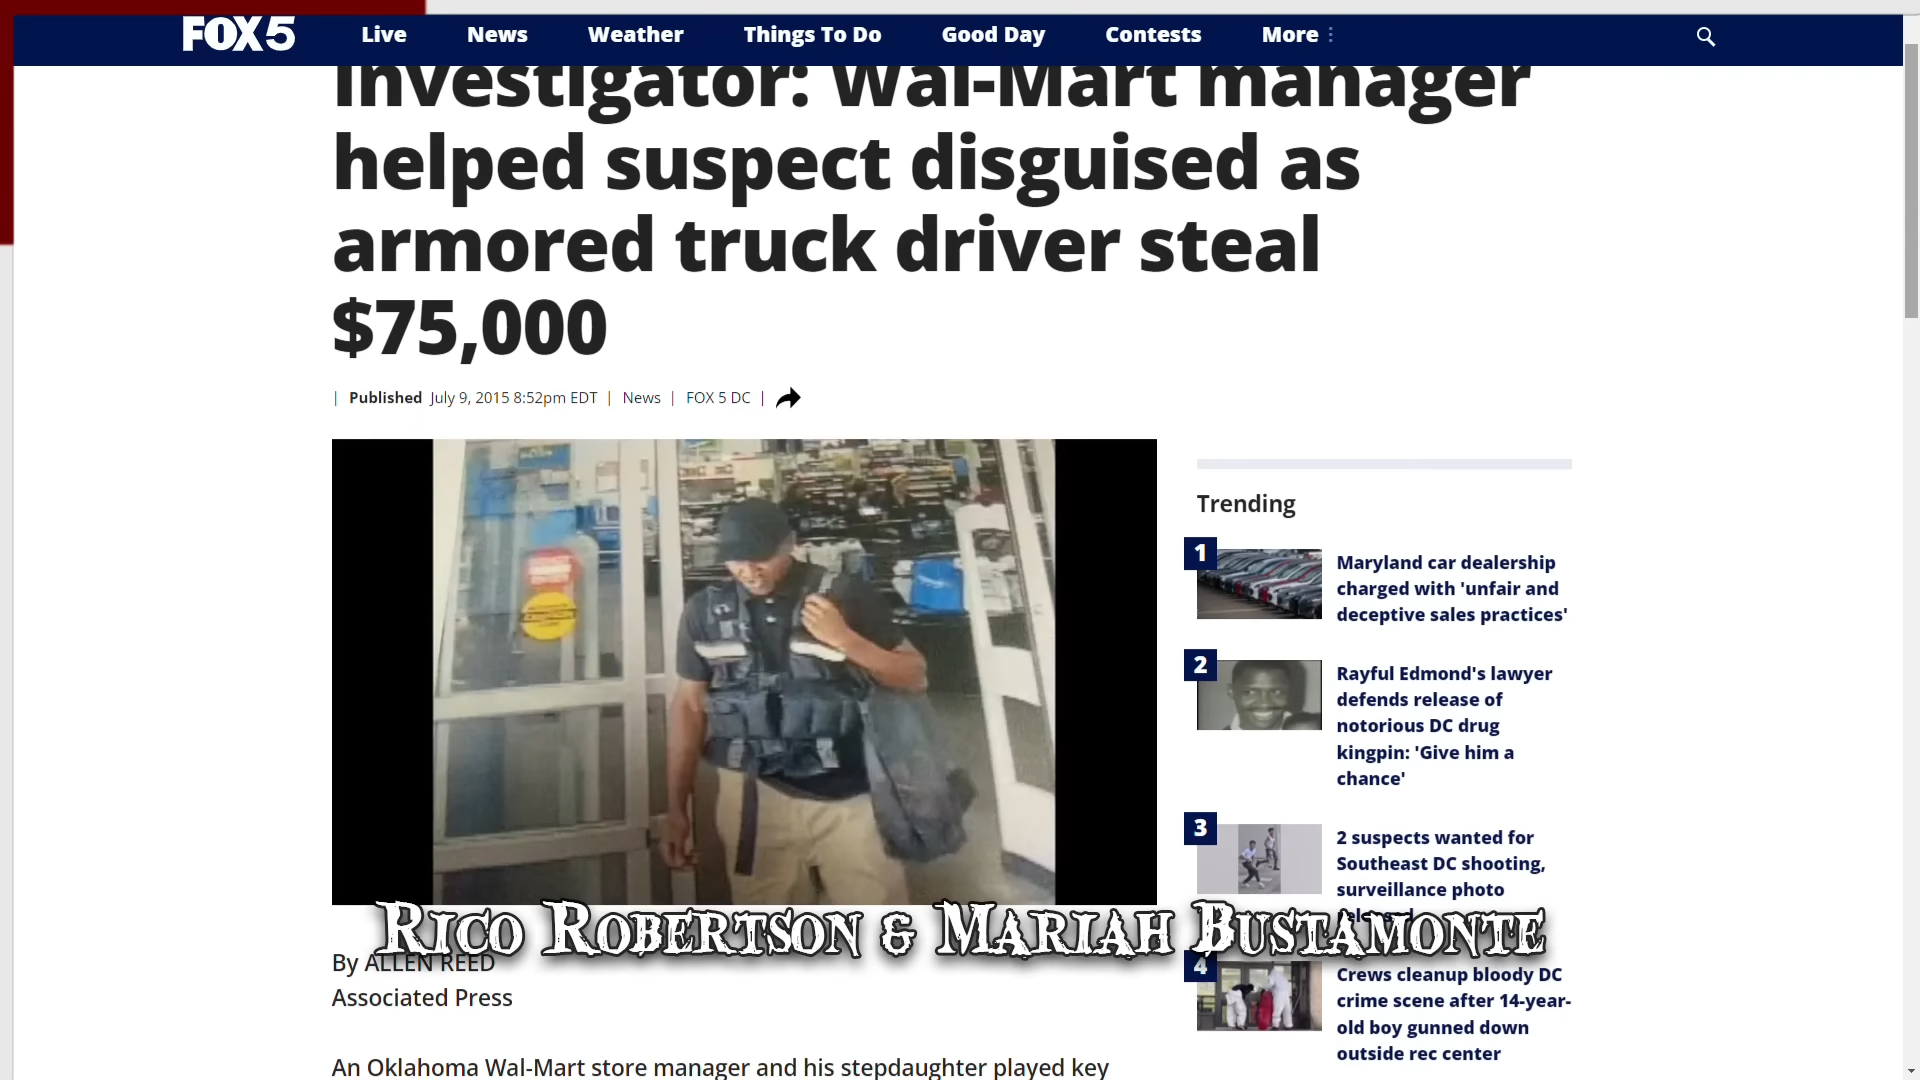 FOX 5 Live News Weather Things To Do Good Day Contests More
Investigator: Wal-Mart manager
helped suspect disguised as
armored truck driver steal
$75,000
| Published July 9, 2015 8:52pm EDT | News | FOX 5 DC |
Trending
1
Maryland car dealership
charged with 'unfair and
deceptive sales practices'
2
Rayful Edmond's lawyer
defends release of
notorious DC drug
kingpin: 'Give him a
chance'
3
2 suspects wanted for
Southeast DC shooting,
surveillance photo
released
Rico Robertson & Mariah Bustamonte
By ALLEN REED
Associated Press
4
Crews cleanup bloody DC
crime scene after 14-year-
old boy gunned down
outside rec center
An Oklahoma Wal-Mart store manager and his stepdaughter played key